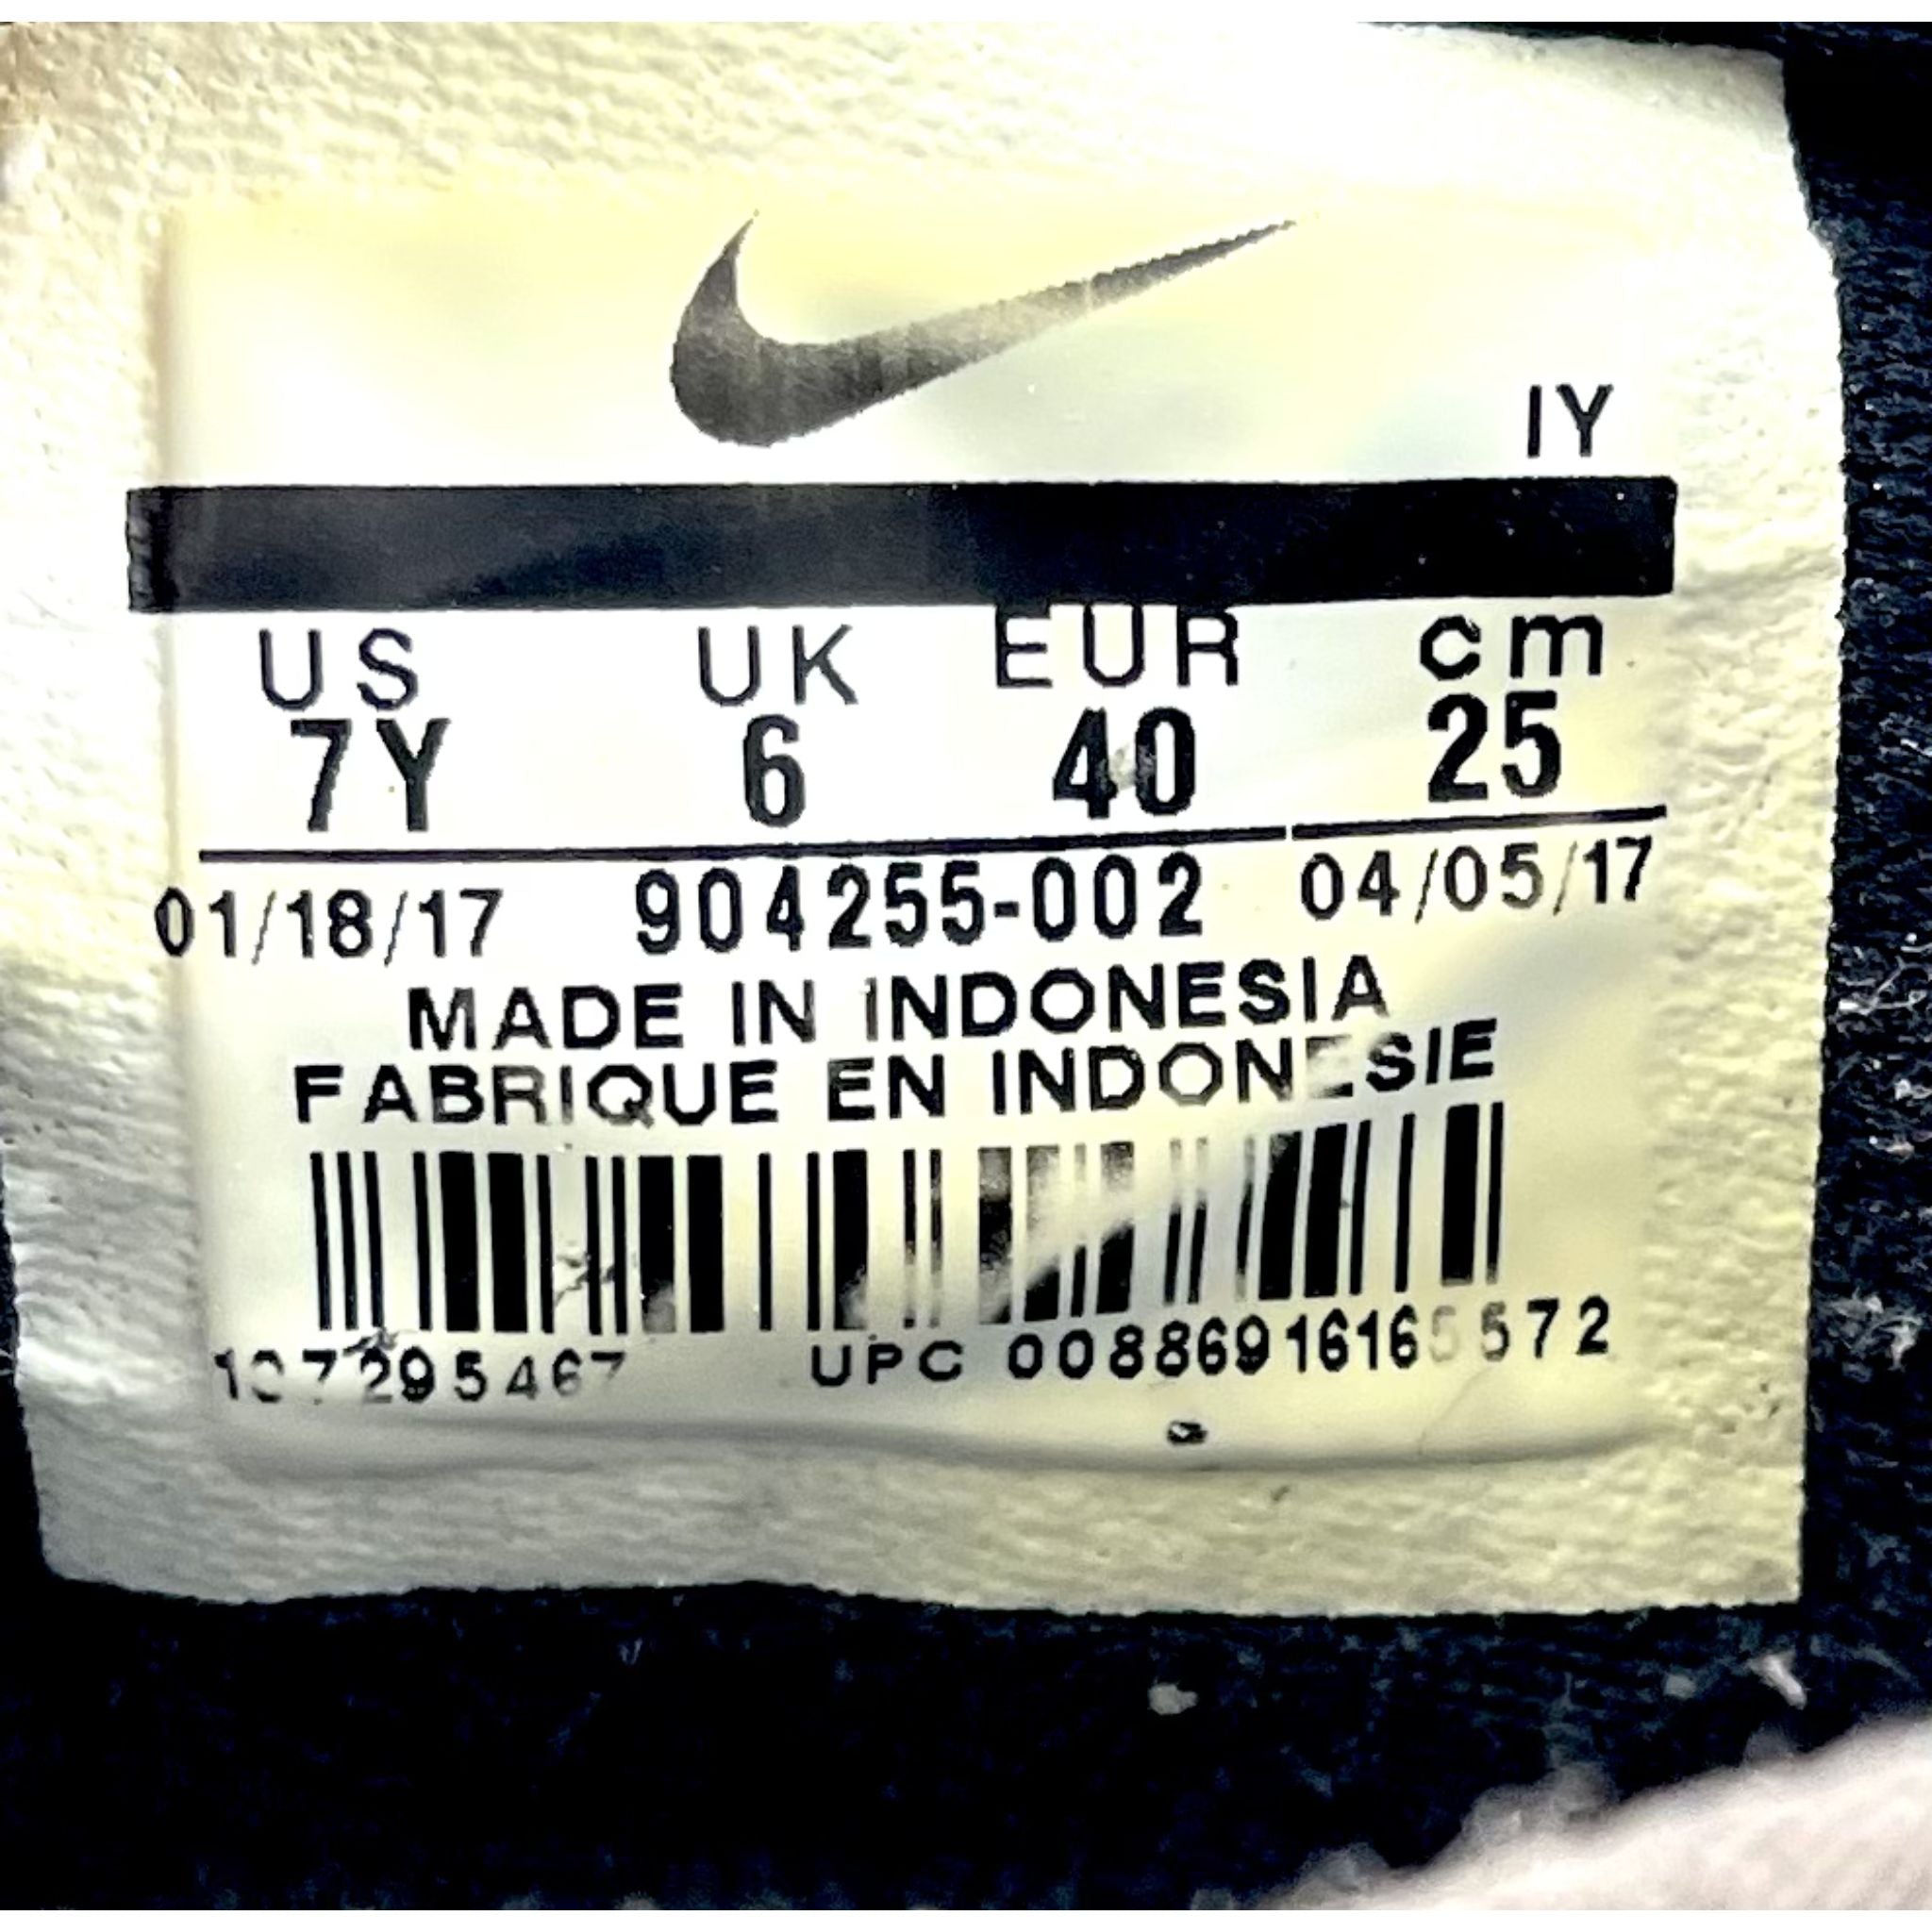 IY
US UK EUR cm
7Y 6 40 25
01/18/17 904255-002 04/05/17
MADE IN INDONESIA
FABRIQUE EN INDONESIE
UPC